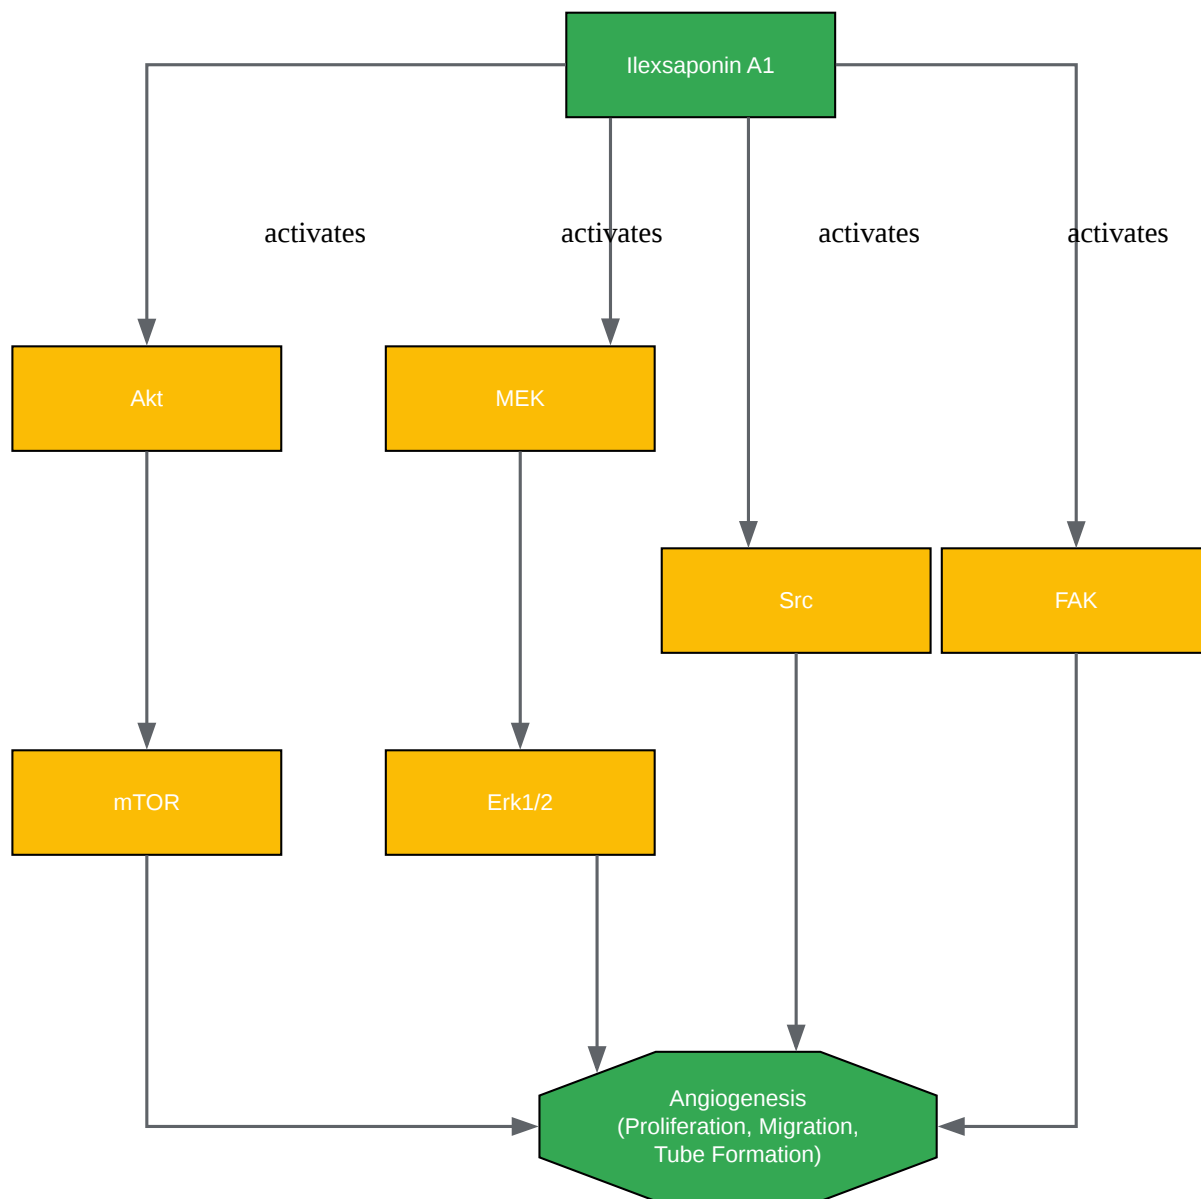 Ilexsaponin A1
activates
activates
activates
activates
Akt
MEK
Src
FAK
mTOR
Erk1/2
Angiogenesis
(Proliferation, Migration,
Tube Formation)